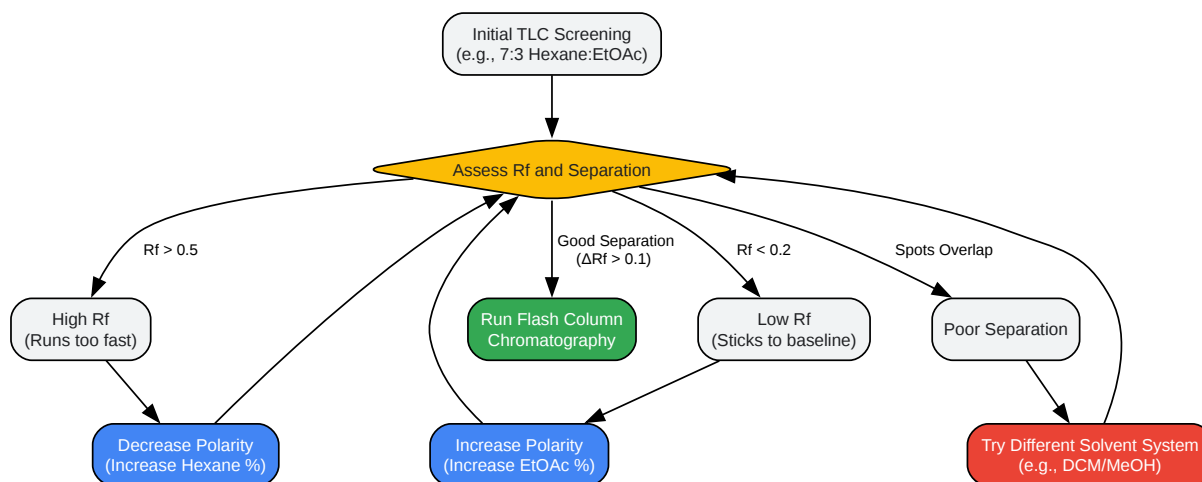 Initial TLC Screening
(e.g., 7:3 Hexane:EtOAc)
Assess Rf and Separation
Rf > 0.5
Good Separation
(ΔRf > 0.1)
Rf < 0.2
Spots Overlap
High Rf
(Runs too fast)
Run Flash Column
Chromatography
Low Rf
(Sticks to baseline)
Poor Separation
Decrease Polarity
(Increase Hexane %)
Increase Polarity
(Increase EtOAc %)
Try Different Solvent System
(e.g., DCM/MeOH)